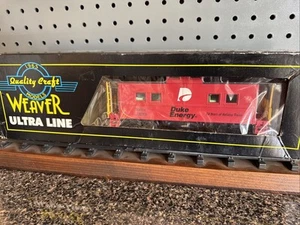 Quality Craft
WEAVER
ULTRA LINE
Duke
Energy